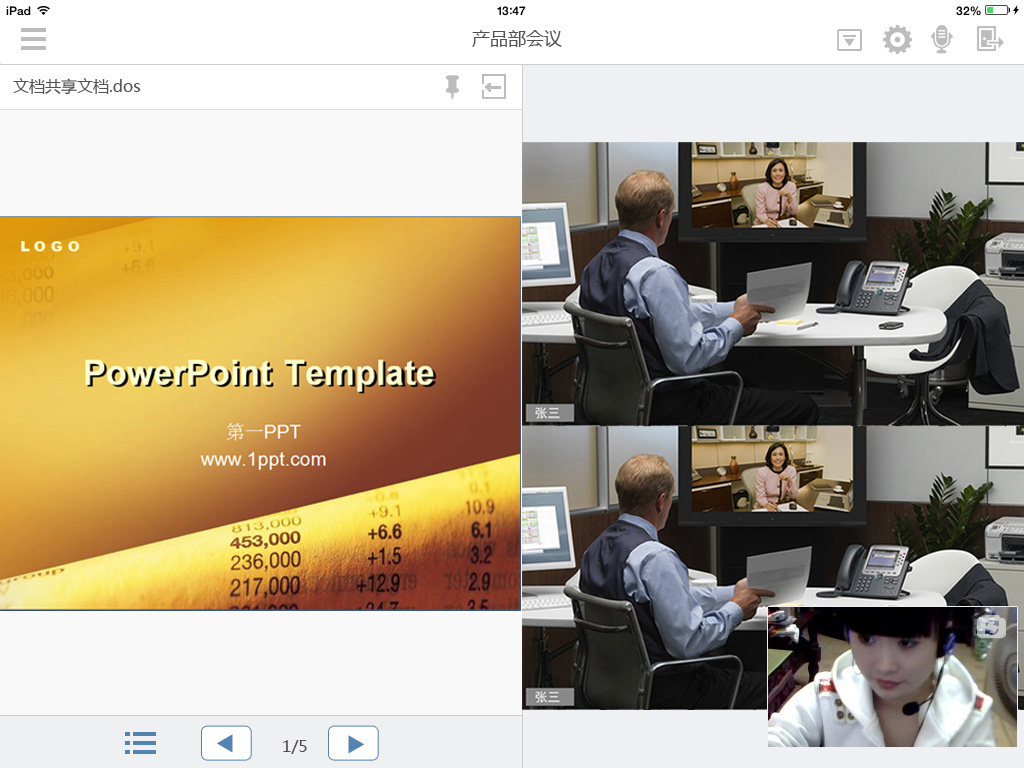 iPad 13:47 32%
产品部会议
文档共享文档.dos
LOGO
+9.1
+6.6
PowerPoint Template
第一PPT
www.1ppt.com
813,000 +9.1 10.9
453,000 +6.6 6.1
236,000 +1.5 3.2
217,000 +12.9 2.9
group
张三
张三
1/5